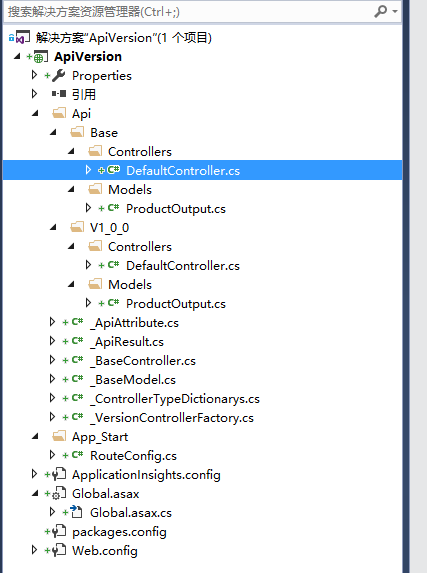 搜索解决方案资源管理器(Ctrl+;)
解决方案"ApiVersion"(1 个项目)
ApiVersion
Properties
引用
Api
Base
Controllers
DefaultController.cs
Models
ProductOutput.cs
V1_0_0
Controllers
DefaultController.cs
Models
ProductOutput.cs
_ApiAttribute.cs
_ApiResult.cs
_BaseController.cs
_BaseModel.cs
_ControllerTypeDictionarys.cs
_VersionControllerFactory.cs
App_Start
RouteConfig.cs
ApplicationInsights.config
Global.asax
Global.asax.cs
packages.config
Web.config